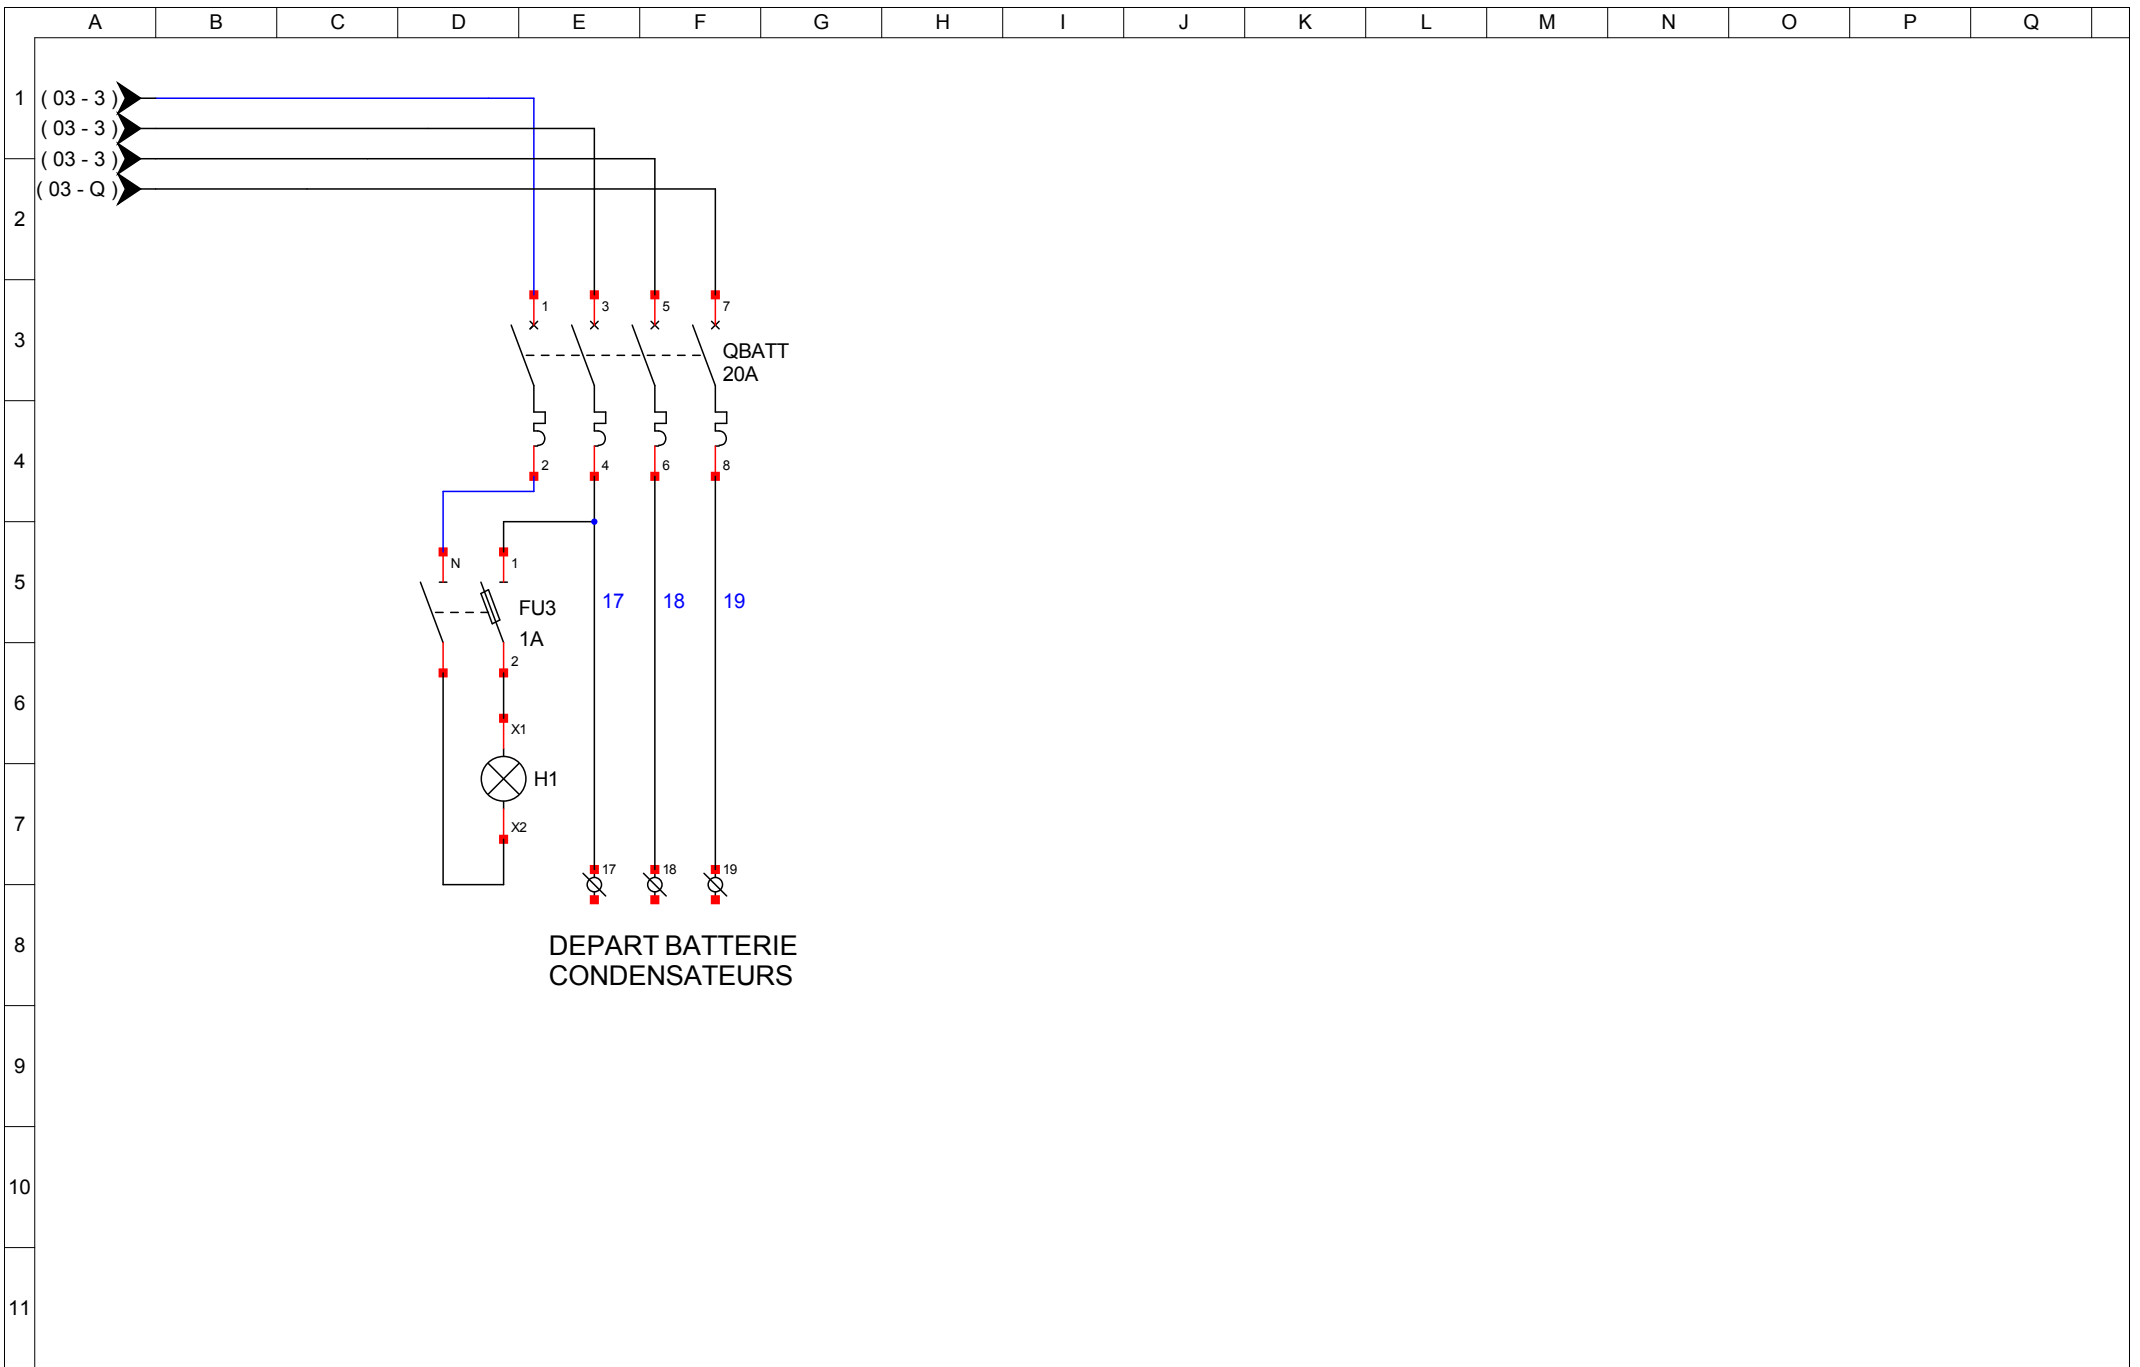 A B C D E F G H I J K L M N O P Q
1 ( 03 - 3 )
( 03 - 3 )
( 03 - 3 )
( 03 - Q )
2
1 3 5 7
3
QBATT
20A
4
2 4 6 8
N 1
5
FU3
17 18 19
1A
2
6
X1
H1
7
X2
17 18 19
8
DEPART BATTERIE
CONDENSATEURS
9
10
11